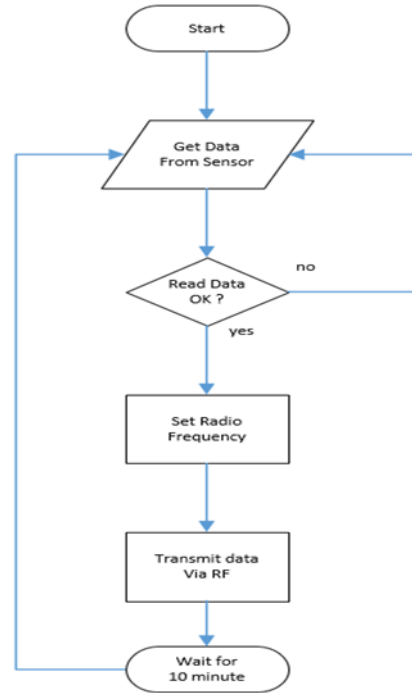 Start
Get Data
From Sensor
Read Data
OK ?
no
yes
Set Radio
Frequency
Transmit data
Via RF
Wait for
10 minute